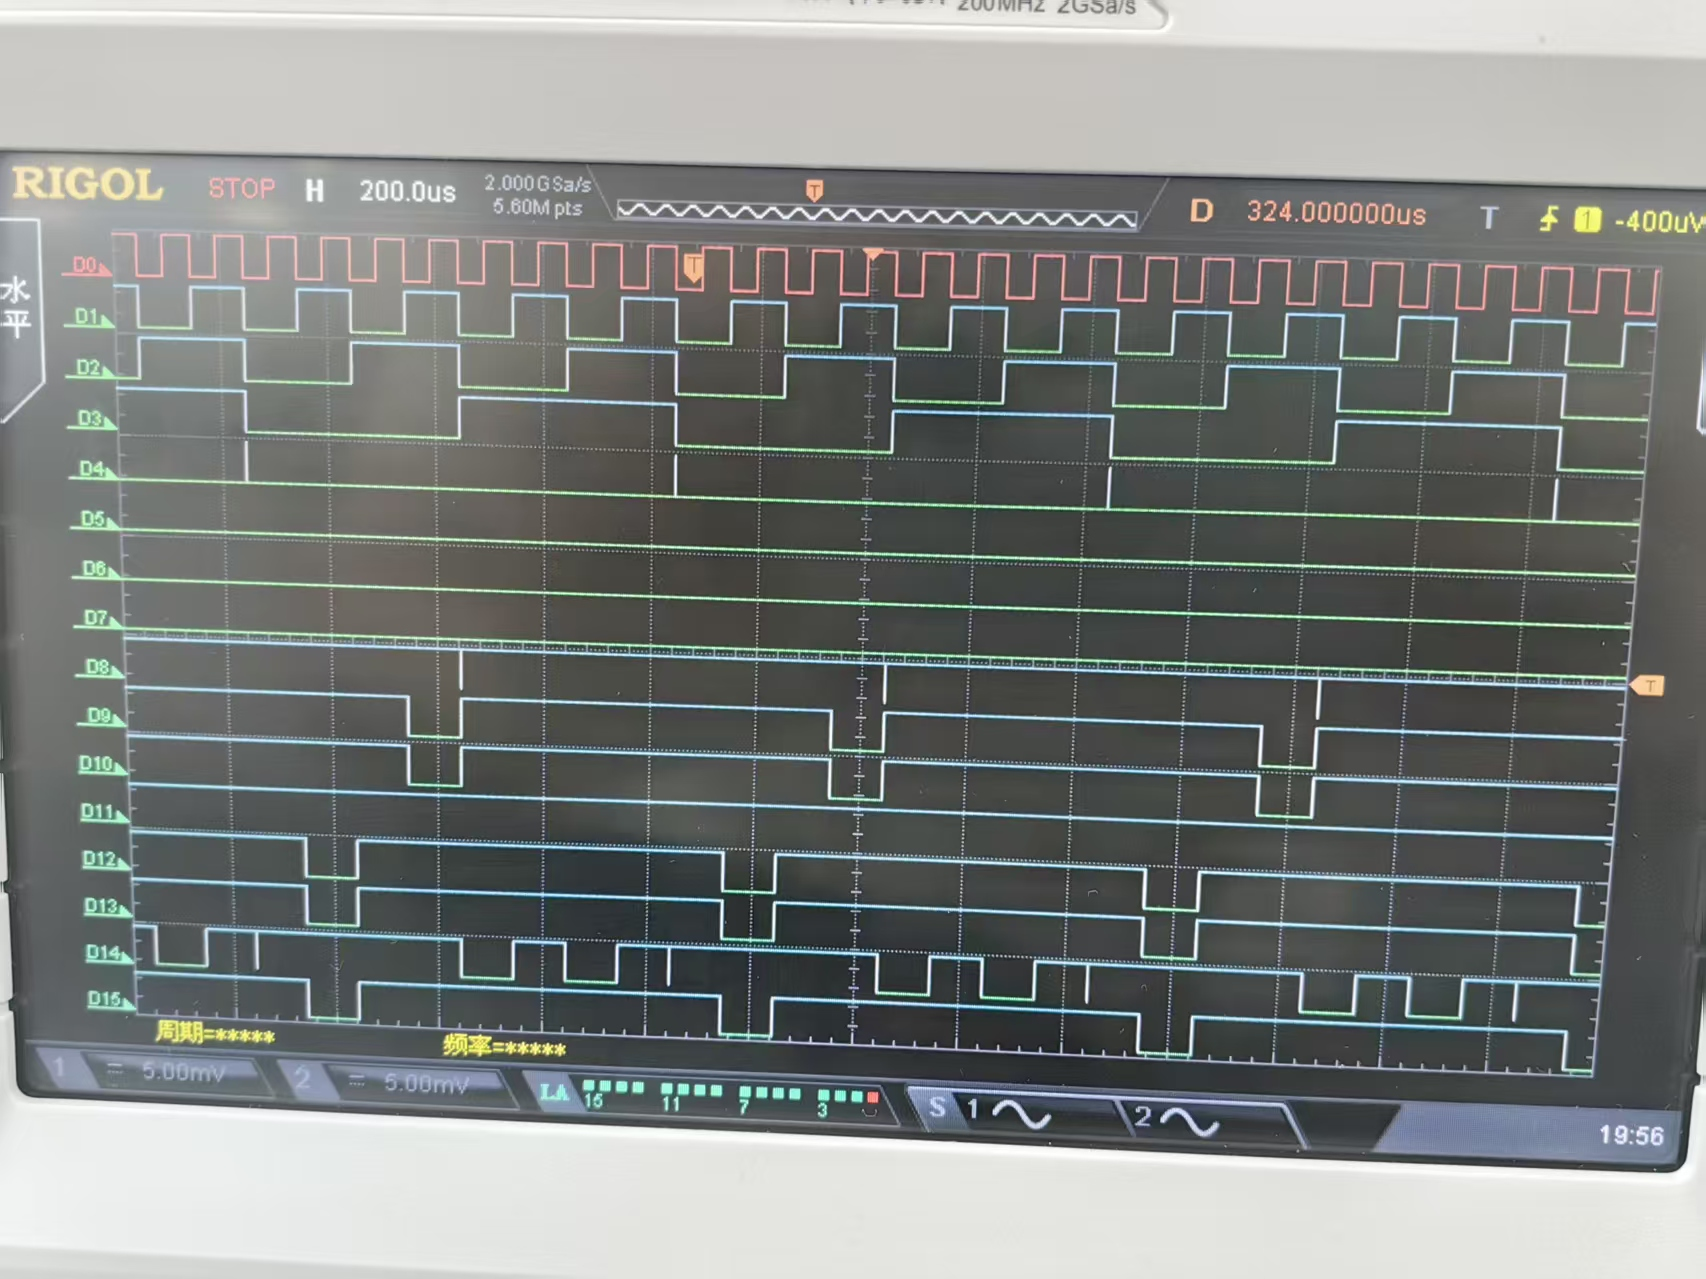 200MHz 2GSa/s
RIGOL STOP H 200.0us 2.000GSa/s 5.60M pts T D 324.000000us T 1 -400uV
水平
D0
T
D1
D2
D3
D4
D5
D6
D7
D8
T
D9
D10
D11
D12
D13
D14
D15
周期=***** 频率=*****
1 5.00mV 2 5.00mV LA 15 11 7 3 S 1 2
19:56